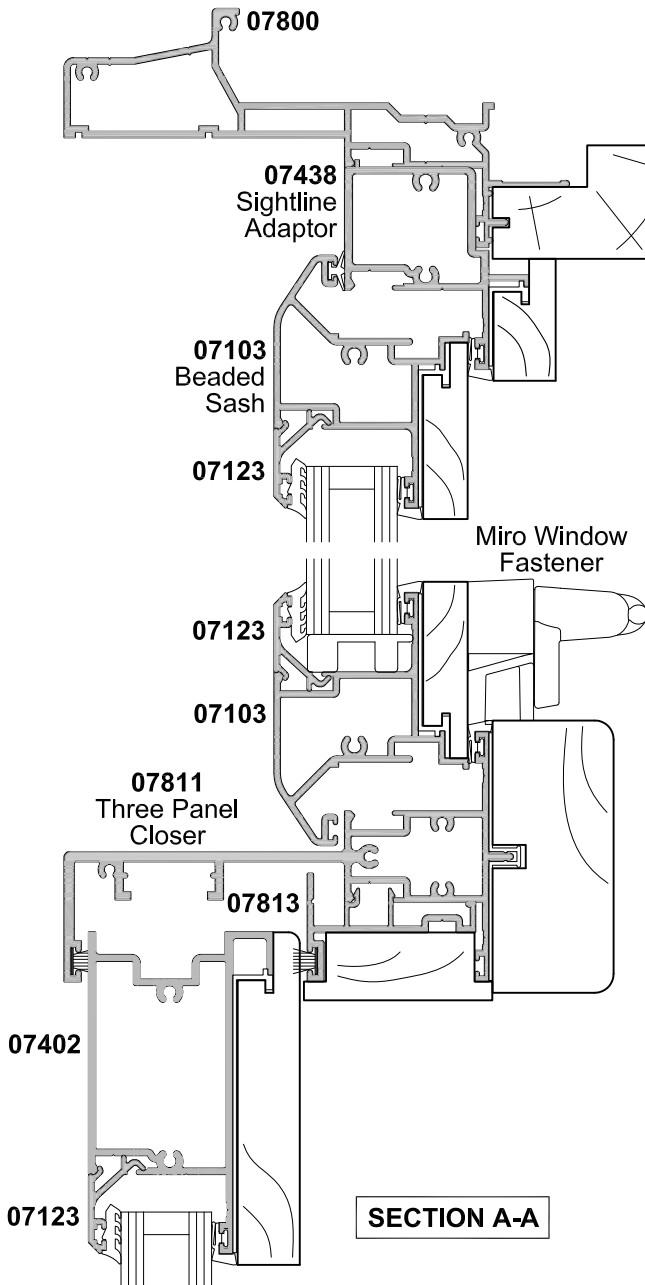 07800
07438
Sightline
Adaptor
07103
Beaded
Sash
07123
Miro Window
Fastener
07123
07103
07811
Three Panel
Closer
07813
07402
07123
SECTION A-A